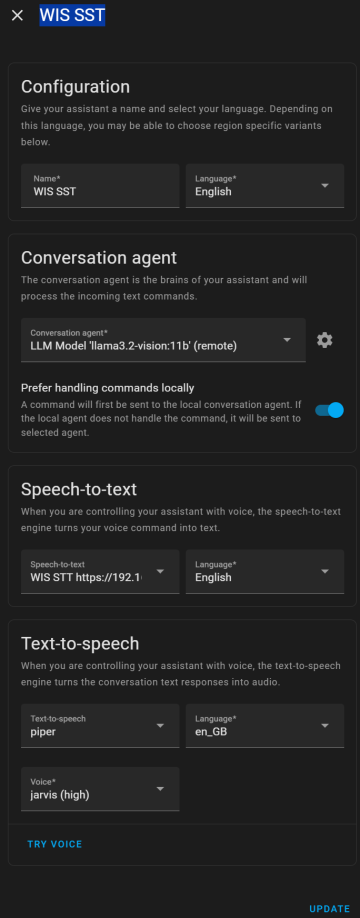 WIS SST
Configuration
Give your assistant a name and select your language. Depending on
this language, you may be able to choose region specific variants
below.
Name*
WIS SST
Language*
English
Conversation agent
The conversation agent is the brains of your assistant and will
process the incoming text commands.
Conversation agent*
LLM Model 'llama3.2-vision:11b' (remote)
Prefer handling commands locally
A command will first be sent to the local conversation agent. If
the local agent does not handle the command, it will be sent to
selected agent.
Speech-to-text
When you are controlling your assistant with voice, the speech-to-text
engine turns your voice command into text.
Speech-to-text
WIS STT https://192.1
Language*
English
Text-to-speech
When you are controlling your assistant with voice, the text-to-speech
engine turns the conversation text responses into audio.
Text-to-speech
piper
Language*
en_GB
Voice*
jarvis (high)
TRY VOICE
UPDATE